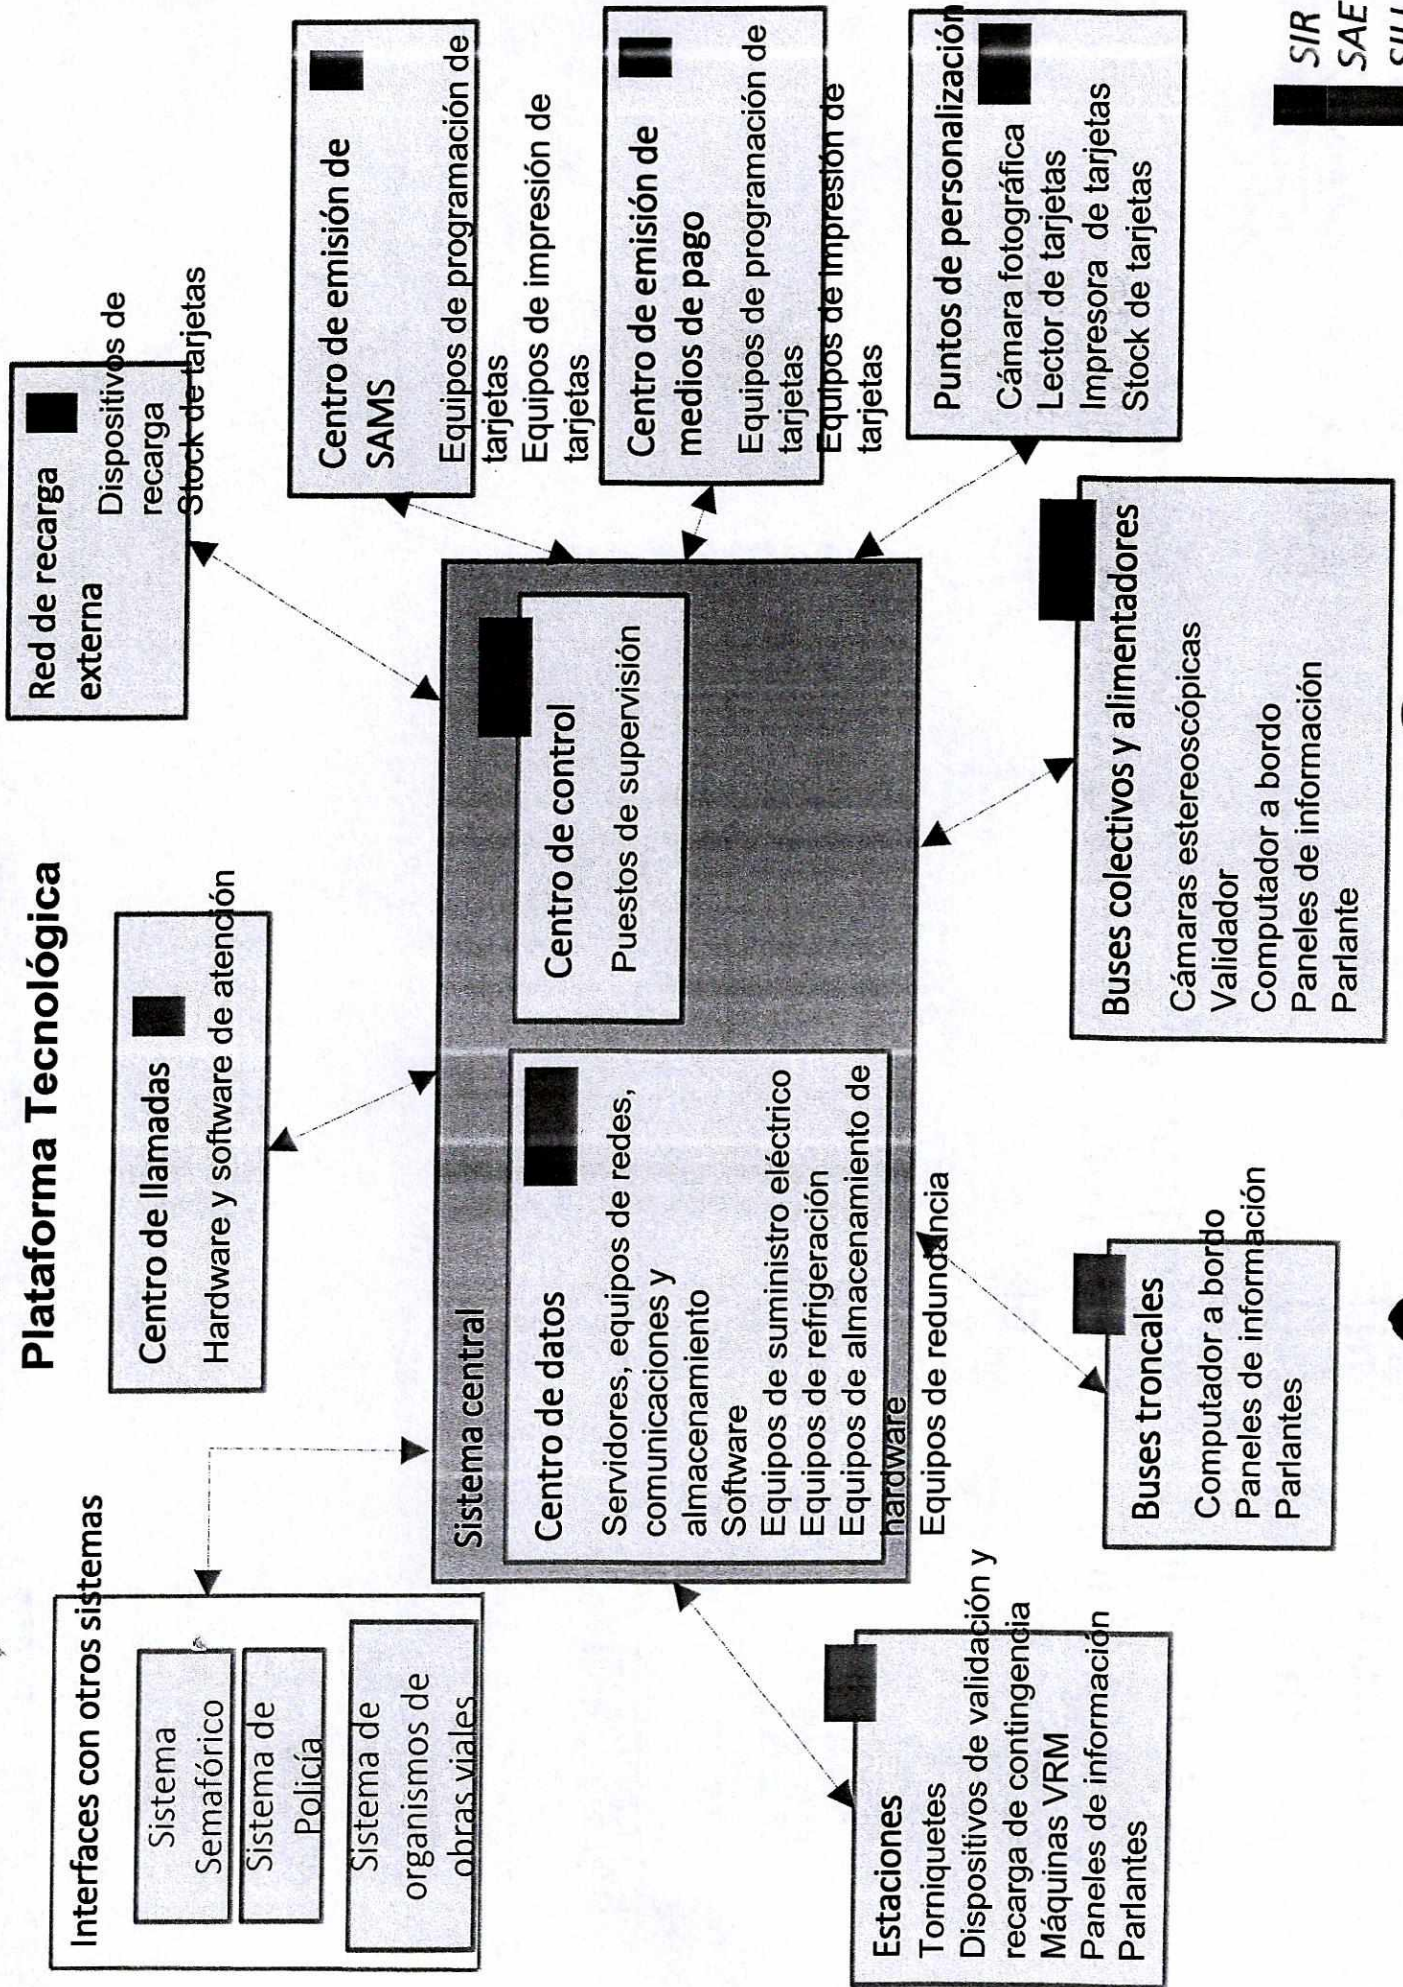 Plataforma Tecnológica
Interfaces con otros sistemas
Sistema
Semafórico
Sistema de
Policía
Sistema de
organismos de
obras viales
Centro de llamadas
Hardware y software de atención
Red de recarga
externa
Dispositivos de
recarga
Stock de tarjetas
Sistema central
Centro de datos
Servidores, equipos de redes,
comunicaciones y
almacenamiento
Software
Equipos de suministro eléctrico
Equipos de refrigeración
Equipos de almacenamiento de
hardware
Equipos de redundancia
Centro de control
Puestos de supervisión
Centro de emisión de
SAMS
Equipos de programación de
tarjetas
Equipos de impresión de
tarjetas
Centro de emisión de
medios de pago
Equipos de programación de
tarjetas
Equipos de impresión de
tarjetas
Puntos de personalización
Cámara fotográfica
Lector de tarjetas
Impresora de tarjetas
Stock de tarjetas
Estaciones
Torniquetes
Dispositivos de validación y
recarga de contingencia
Máquinas VRM
Paneles de información
Parlantes
Buses troncales
Computador a bordo
Paneles de información
Parlantes
Buses colectivos y alimentadores
Cámaras estereoscópicas
Validador
Computador a bordo
Paneles de información
Parlante
SIR
SAE